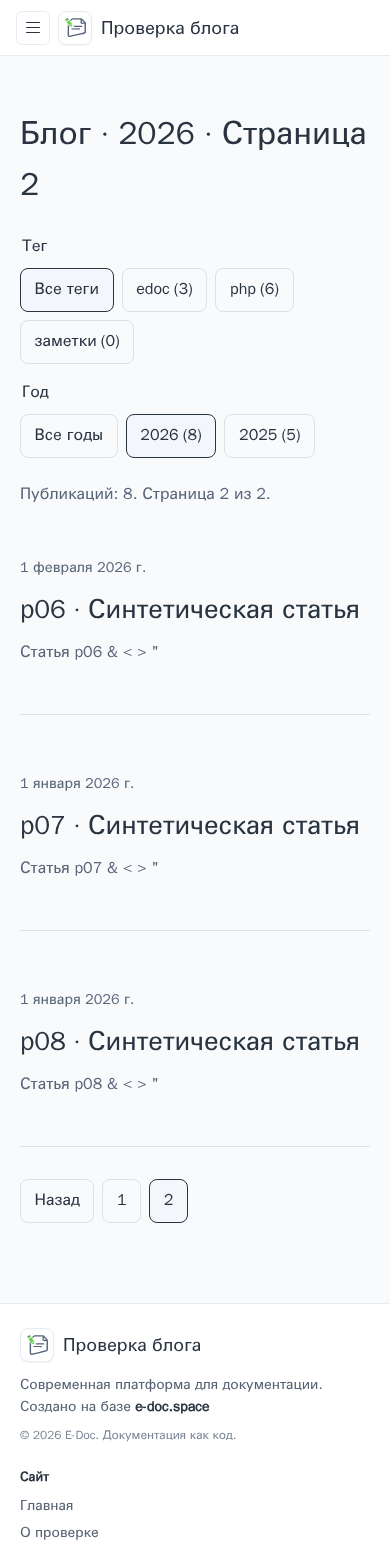 Проверка блога
Блог · 2026 · Страница
2
Тег
Все теги
edoc (3)
php (6)
заметки (0)
Год
Все годы
2026 (8)
2025 (5)
Публикаций: 8. Страница 2 из 2.
1 февраля 2026 г.
p06 · Синтетическая статья
Статья p06 & < > "
1 января 2026 г.
p07 · Синтетическая статья
Статья p07 & < > "
1 января 2026 г.
p08 · Синтетическая статья
Статья p08 & < > "
Назад
1
2
Проверка блога
Современная платформа для документации.
Создано на базе e-doc.space
© 2026 E-Doc. Документация как код.
Сайт
Главная
О проверке